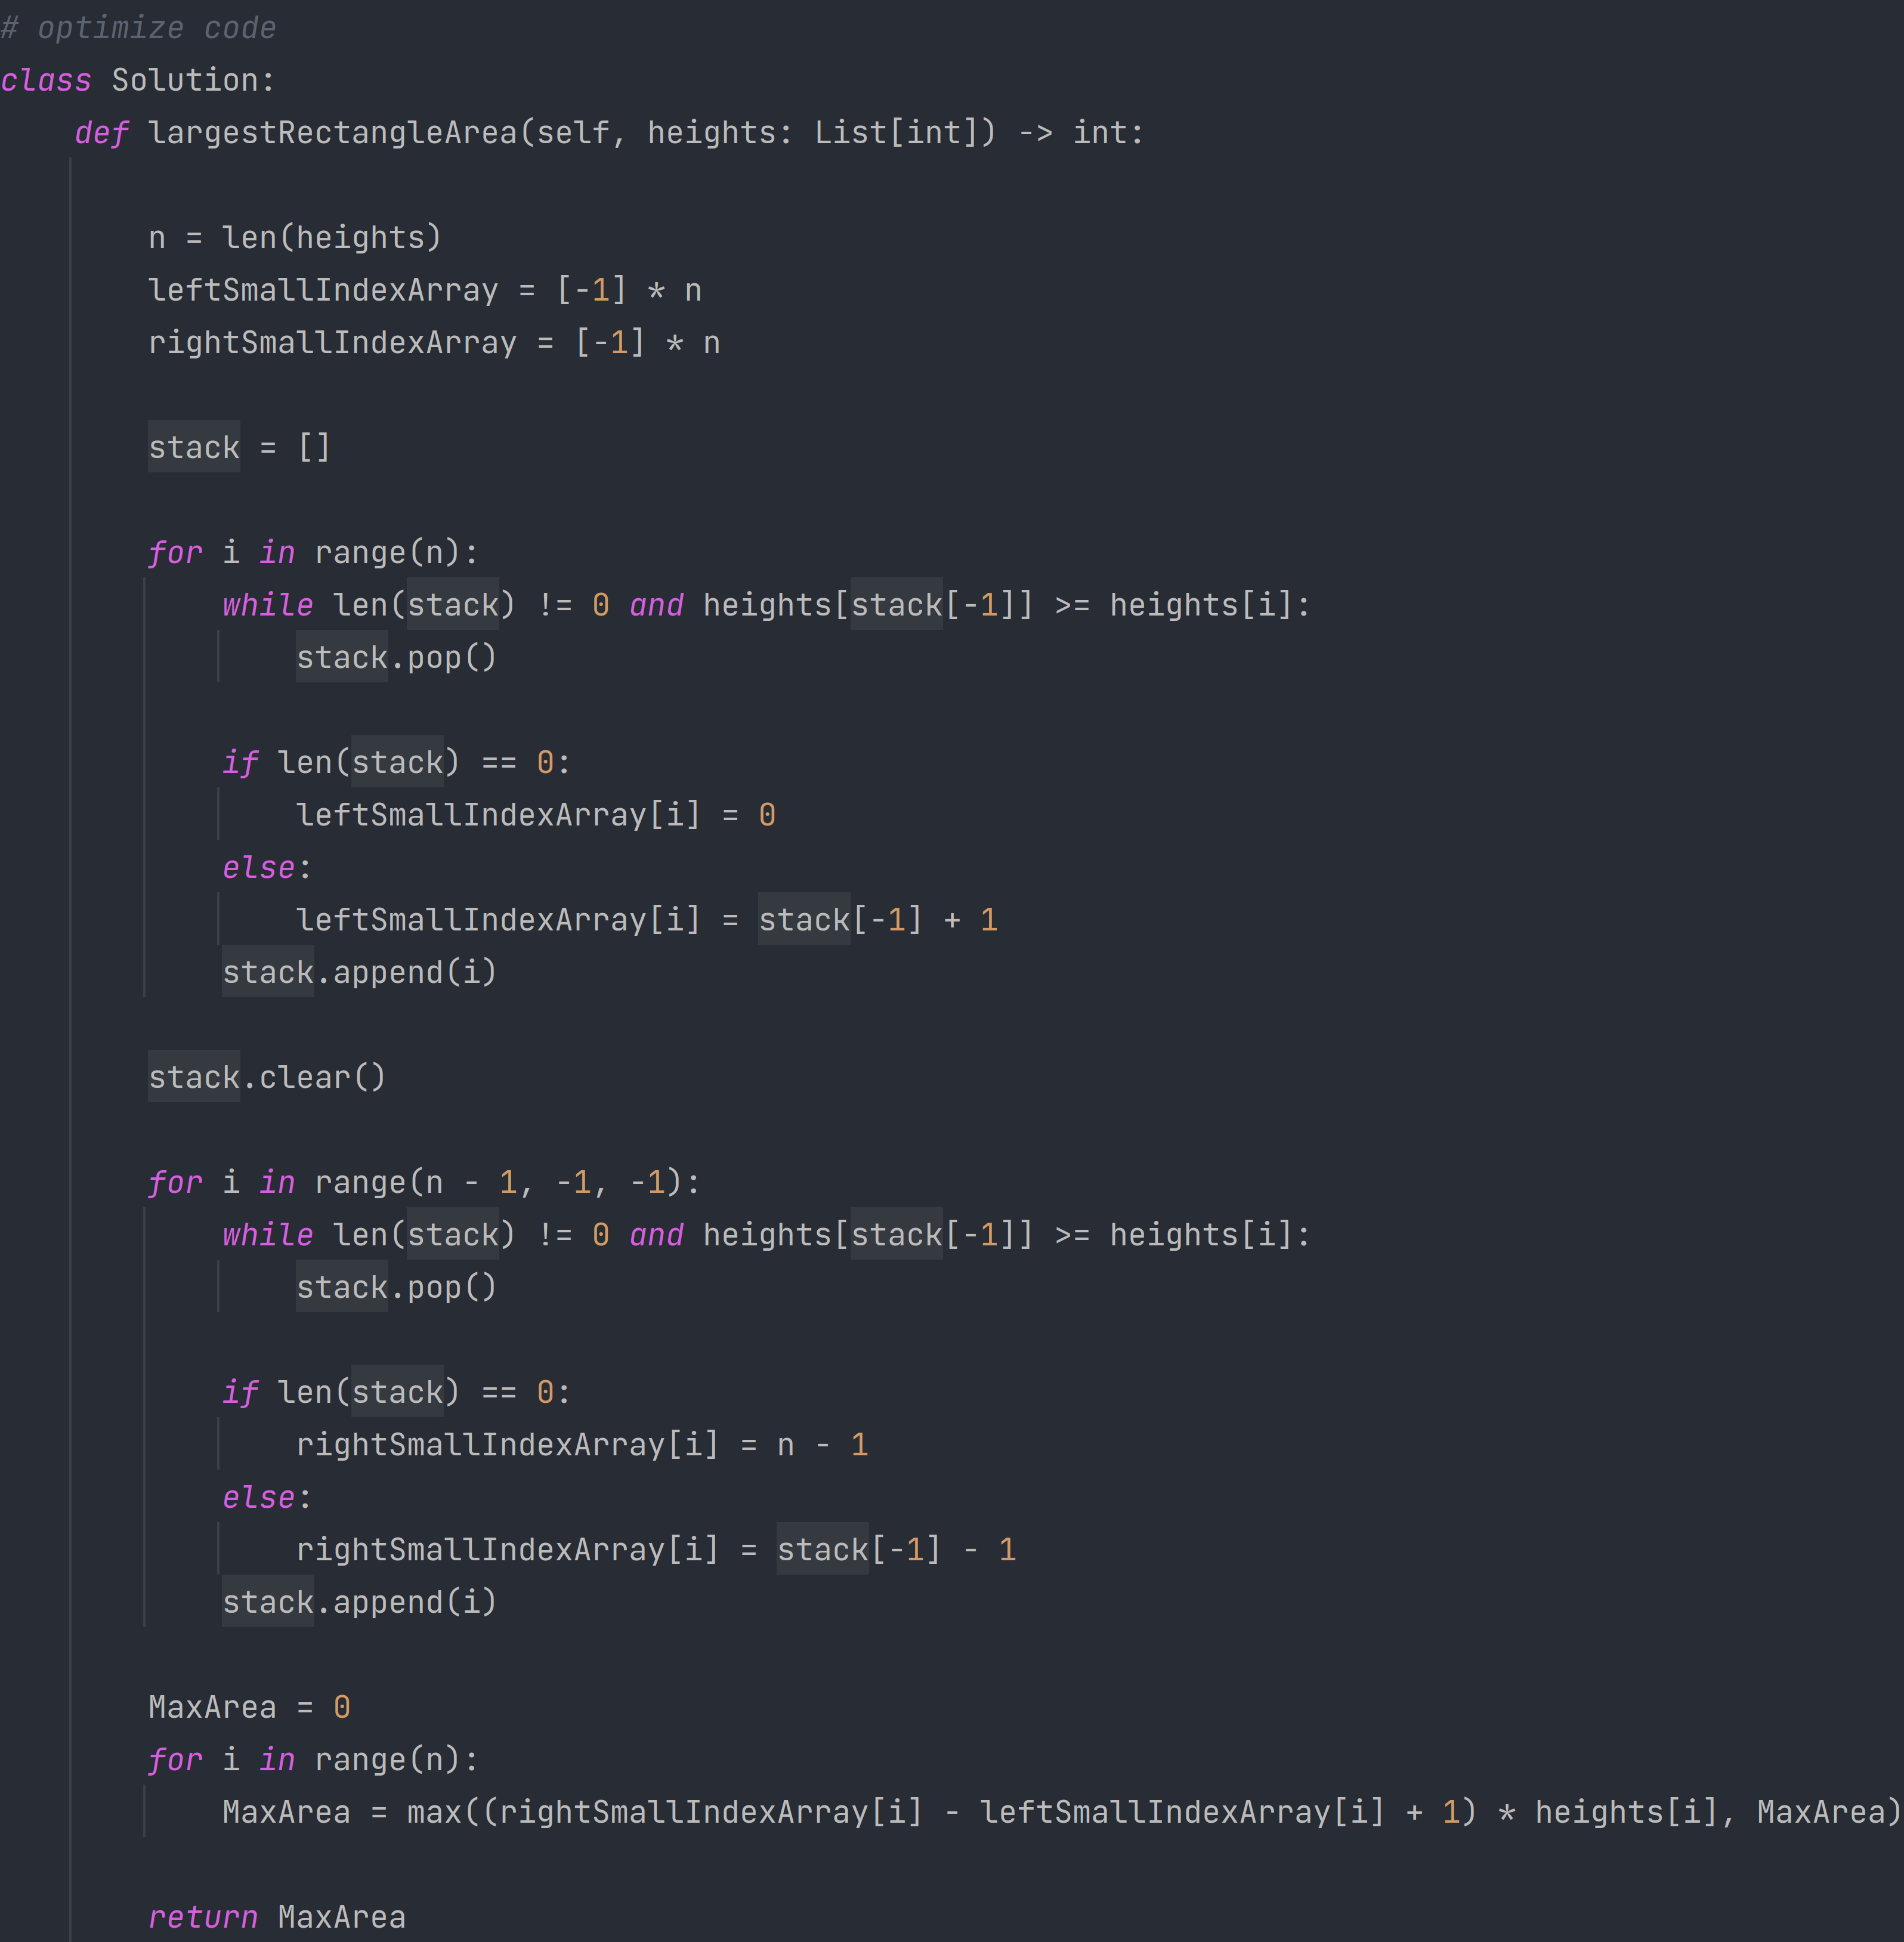 # optimize code
class Solution:
    def largestRectangleArea(self, heights: List[int]) -> int:

        n = len(heights)
        leftSmallIndexArray = [-1] * n
        rightSmallIndexArray = [-1] * n

        stack = []

        for i in range(n):
            while len(stack) != 0 and heights[stack[-1]] >= heights[i]:
                stack.pop()

            if len(stack) == 0:
                leftSmallIndexArray[i] = 0
            else:
                leftSmallIndexArray[i] = stack[-1] + 1
            stack.append(i)

        stack.clear()

        for i in range(n - 1, -1, -1):
            while len(stack) != 0 and heights[stack[-1]] >= heights[i]:
                stack.pop()

            if len(stack) == 0:
                rightSmallIndexArray[i] = n - 1
            else:
                rightSmallIndexArray[i] = stack[-1] - 1
            stack.append(i)

        MaxArea = 0
        for i in range(n):
            MaxArea = max((rightSmallIndexArray[i] - leftSmallIndexArray[i] + 1) * heights[i], MaxArea)

        return MaxArea